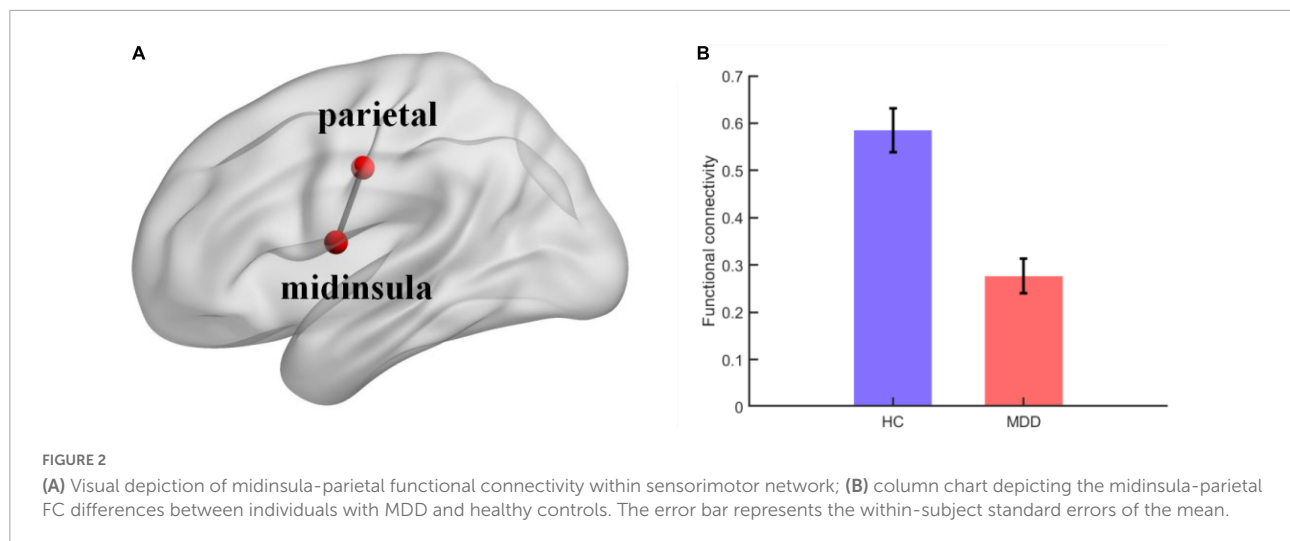 A
parietal
midinsula
B
0.7
0.6
0.5
0.4
0.3
0.2
0.1
0
Functional connectivity
HC
MDD
FIGURE 2
(A) Visual depiction of midinsula-parietal functional connectivity within sensorimotor network; (B) column chart depicting the midinsula-parietal
FC differences between individuals with MDD and healthy controls. The error bar represents the within-subject standard errors of the mean.